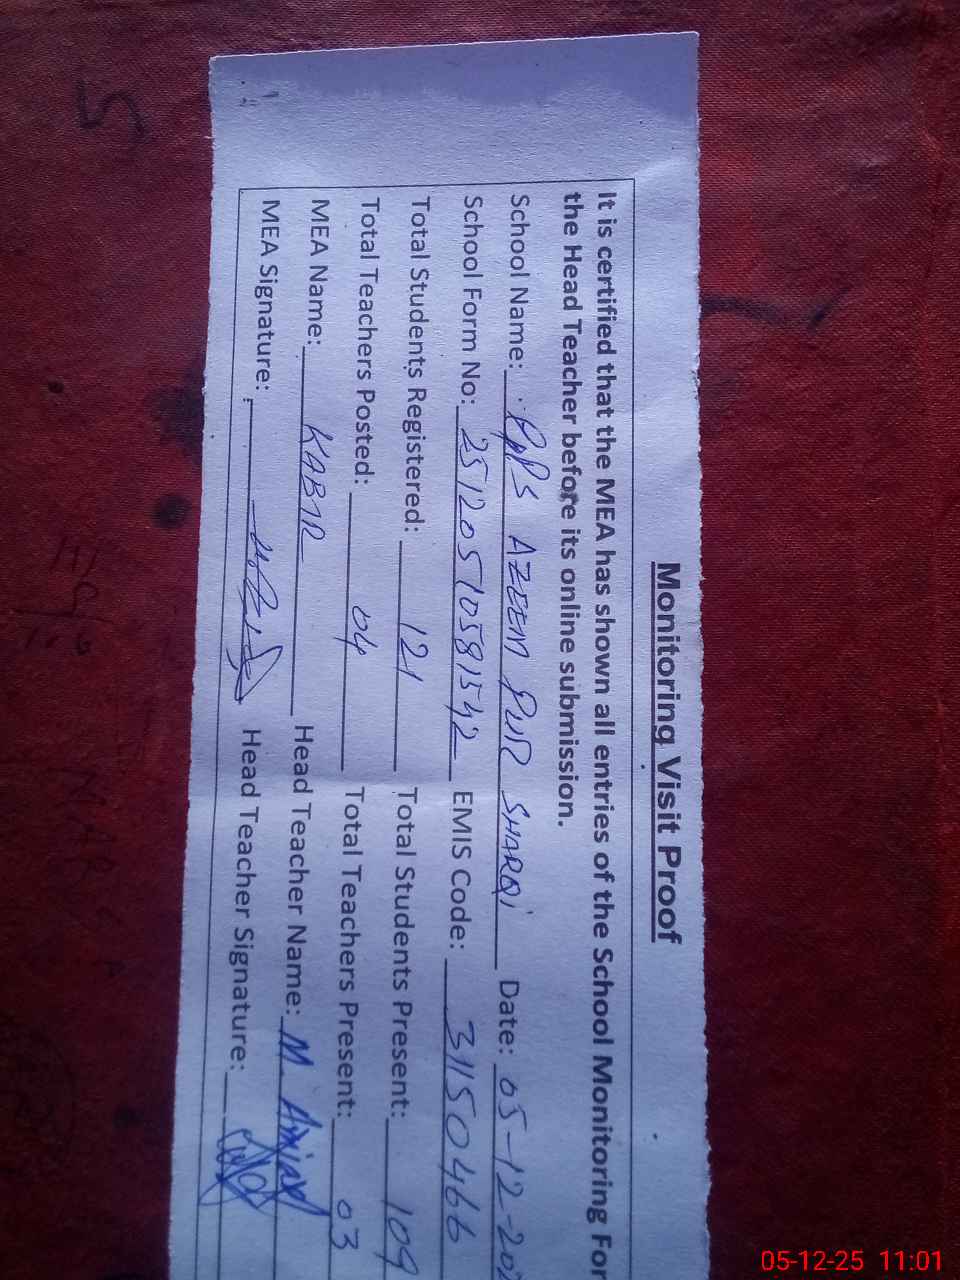 Monitoring Visit Proof
It is certified that the MEA has shown all entries of the School Monitoring For
the Head Teacher before its online submission.
School Name: GPS AZEEM PUR SHARQI Date: 05-12-202
School Form No: 25120510581542 EMIS Code: 31150466
Total Students Registered: 121 Total Students Present: 109
Total Teachers Posted: 04 Total Teachers Present: 03
MEA Name: KABIR Head Teacher Name: M. Amjad
MEA Signature: Head Teacher Signature:
05-12-25 11:01